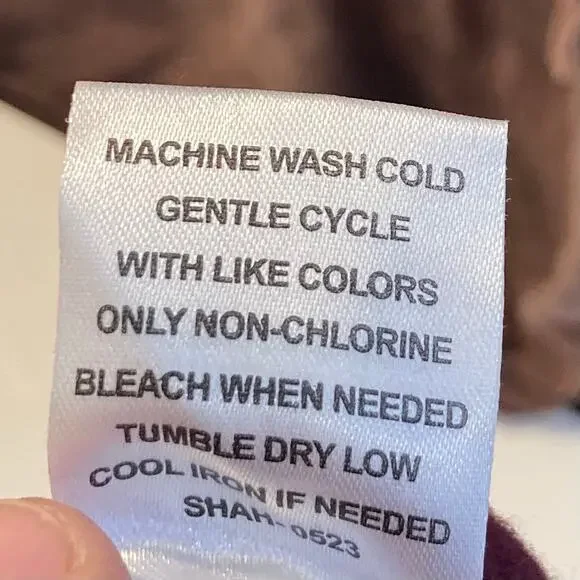 MACHINE WASH COLD
GENTLE CYCLE
WITH LIKE COLORS
ONLY NON-CHLORINE
BLEACH WHEN NEEDED
TUMBLE DRY LOW
COOL IRON IF NEEDED
SHAH-0523